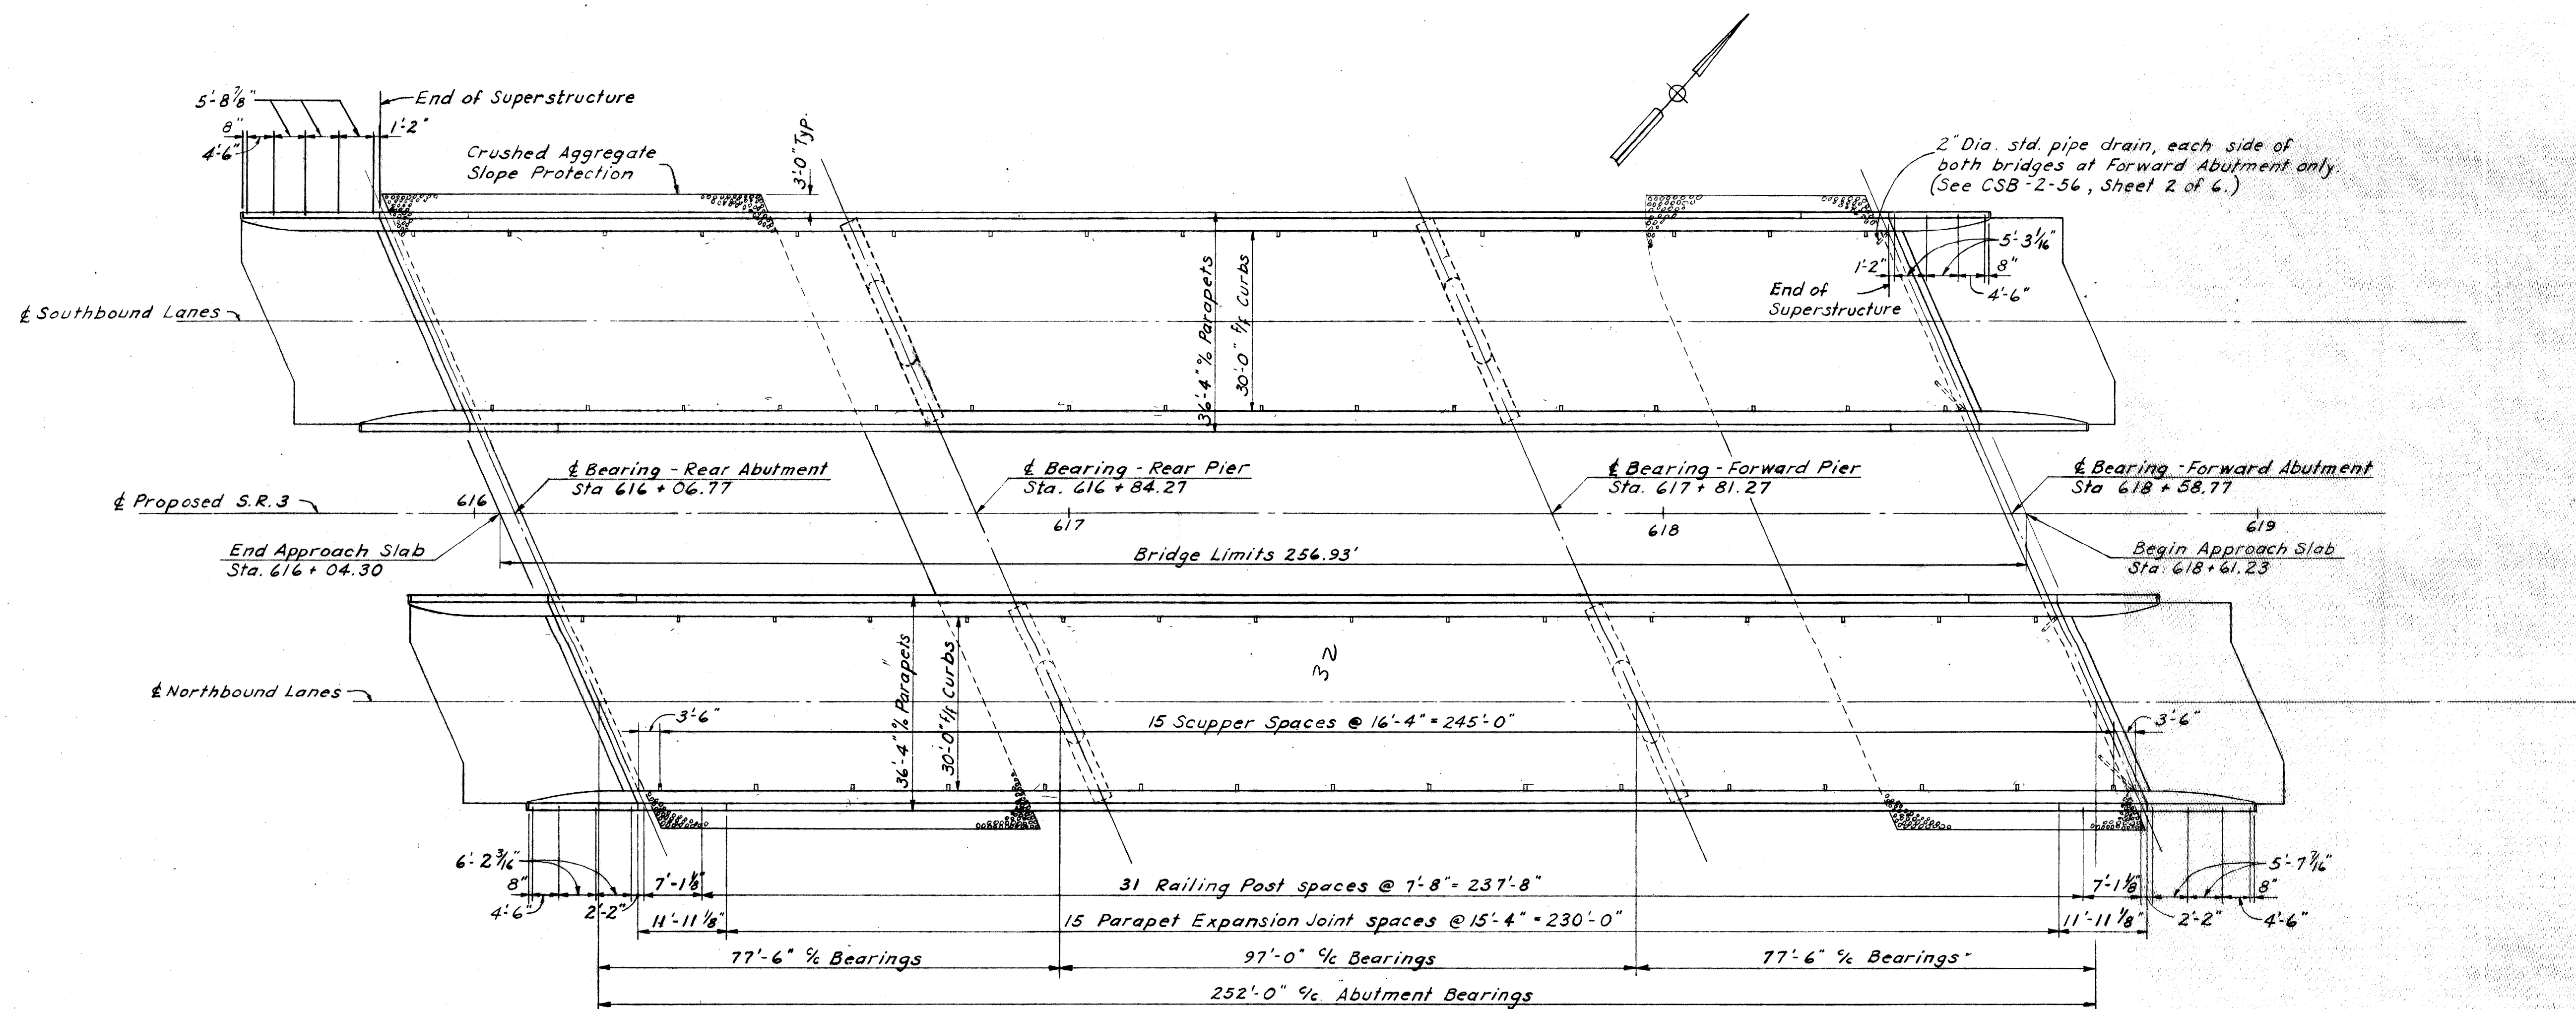 5'-8 7/8"
End of Superstructure
8"
1'-2"
4'-6"
Crushed Aggregate
Slope Protection
3'-0" Typ.
2" Dia. std. pipe drain, each side of
both bridges at Forward Abutment only.
(See CSB-2-56, Sheet 2 of 6.)
5'-3 1/16"
1'-2"
8"
4'-6"
End of
Superstructure
36'-4" o/o Parapets
30'-0" f/f Curbs
℄ Southbound Lanes
℄ Bearing - Rear Abutment
Sta 616 + 06.77
℄ Bearing - Rear Pier
Sta. 616 + 84.27
℄ Bearing - Forward Pier
Sta. 617 + 81.27
℄ Bearing - Forward Abutment
Sta 618 + 58.77
℄ Proposed S.R. 3
616
617
618
619
End Approach Slab
Sta. 616 + 04.30
Bridge Limits 256.93'
Begin Approach Slab
Sta. 618 + 61.23
36'-4" o/o Parapets
30'-0" f/f Curbs
32
℄ Northbound Lanes
3'-6"
15 Scupper Spaces @ 16'-4" = 245'-0"
3'-6"
6'-2 3/16"
8"
4'-6"
2'-2"
7'-1 1/8"
31 Railing Post spaces @ 7'-8" = 237'-8"
7'-1 1/8"
5'-7 7/16"
8"
2'-2"
4'-6"
11'-11 1/8"
15 Parapet Expansion Joint spaces @ 15'-4" = 230'-0"
11'-11 1/8"
77'-6" c/c Bearings
97'-0" c/c Bearings
77'-6" c/c Bearings
252'-0" c/c Abutment Bearings